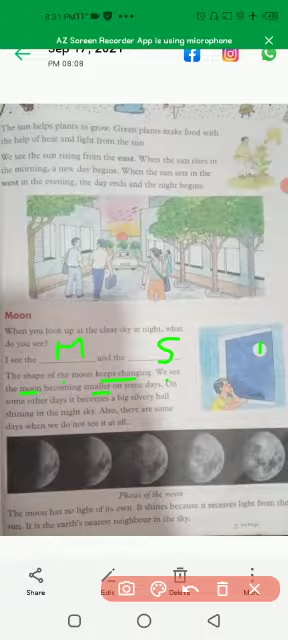 3:21 PM
AZ Screen Recorder App is using microphone
Sep 17, 2021
PM 08:08
The sun helps plants to grow. Green plants make food with
the help of heat and light from the sun
We see the sun rising from the east. When the sun rises in
the morning, a new day begins. When the sun sets in the
west in the evening, the day ends and the night begins.
Moon
When you look up at the clear sky at night, what
do you see?
I see the M and the S
The shape of the moon keeps changing. We see
the moon becoming smaller on some days. On
some other days it becomes a big silvery ball
shining in the night sky. Also, there are some
days when we do not see it at all.
Phases of the moon
The moon has no light of its own. It shines because it receives light from the
sun. It is the earth's nearest neighbour in the sky.
Share
Edit
Delete
More